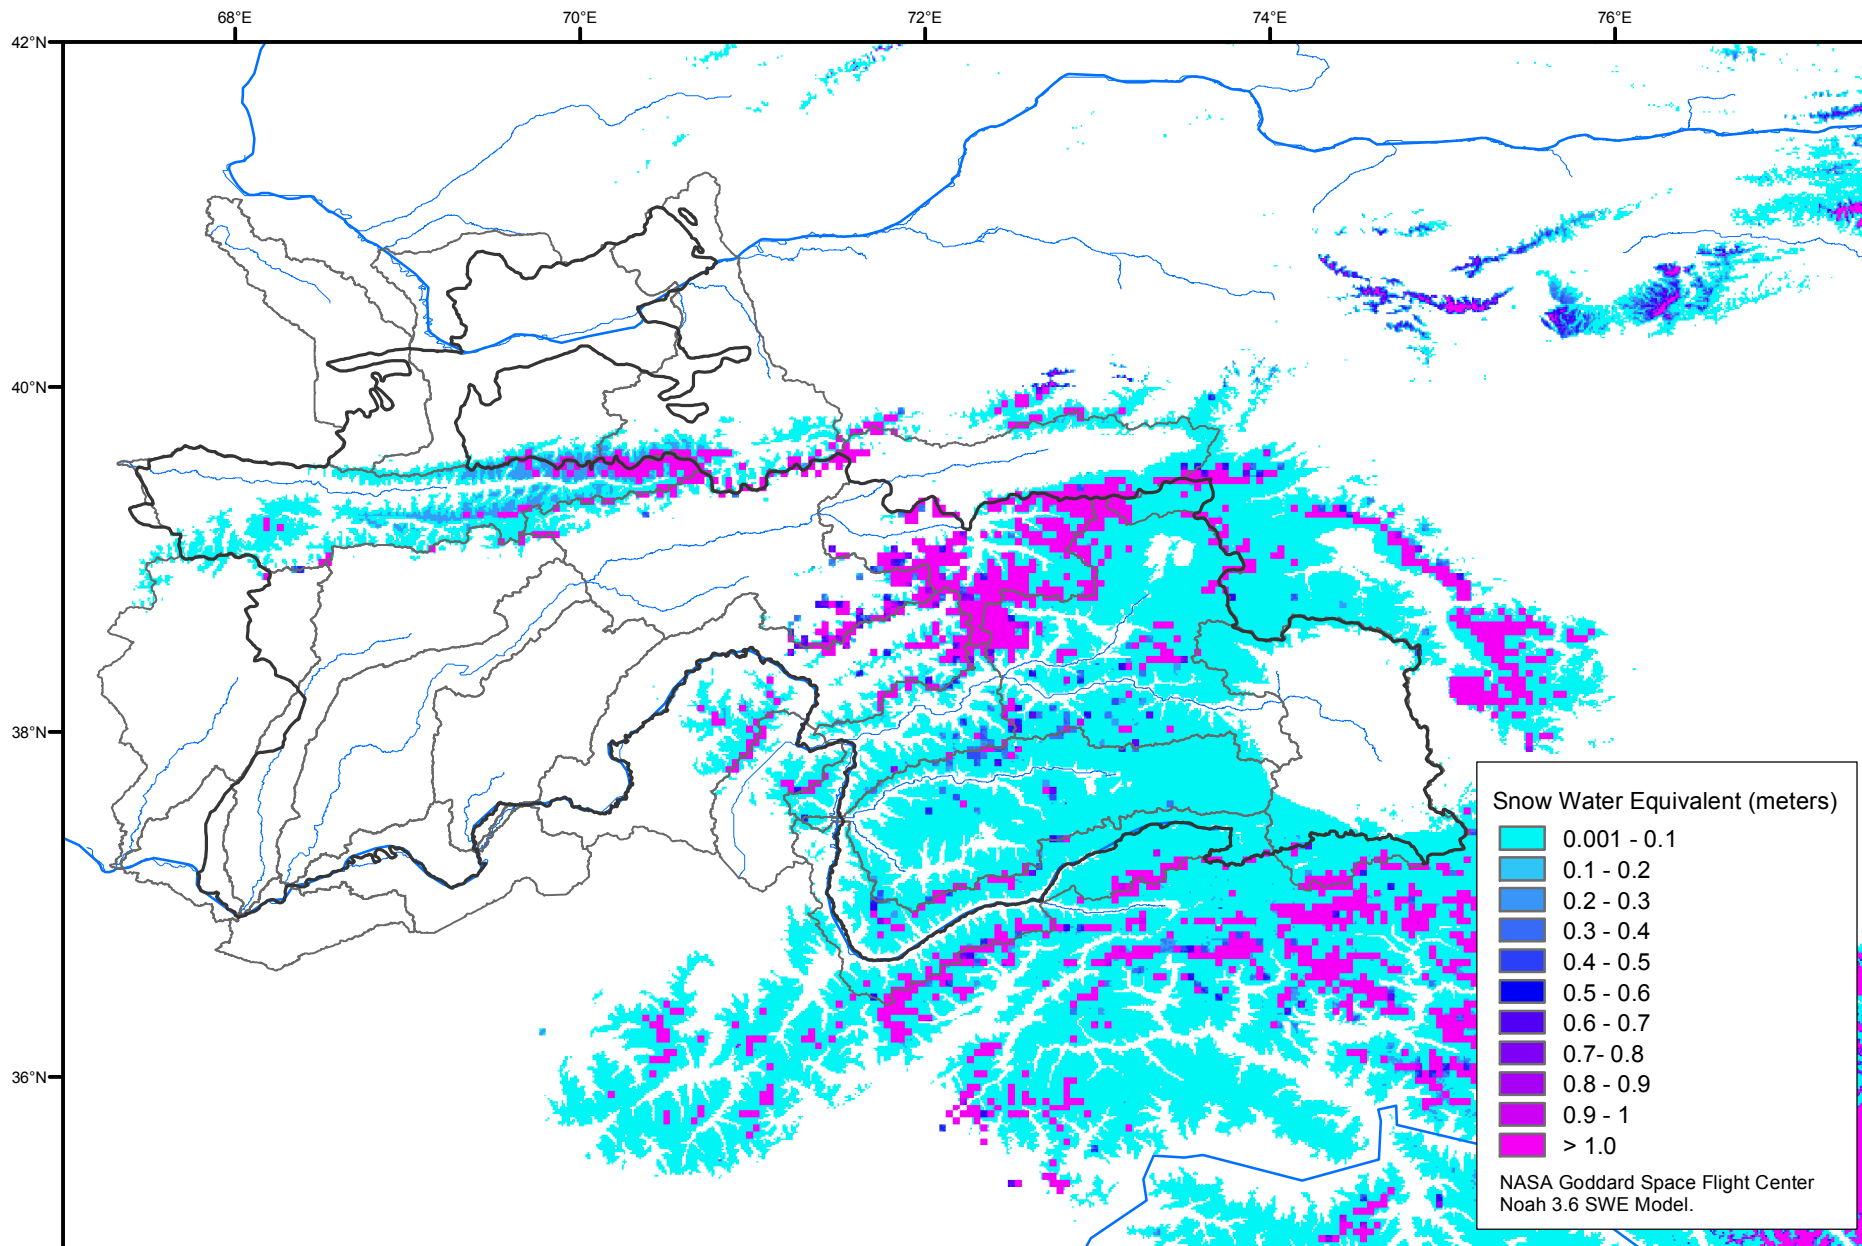 68°E 70°E 72°E 74°E 76°E
42°N
40°N
38°N
36°N
Snow Water Equivalent (meters)
0.001 - 0.1
0.1 - 0.2
0.2 - 0.3
0.3 - 0.4
0.4 - 0.5
0.5 - 0.6
0.6 - 0.7
0.7- 0.8
0.8 - 0.9
0.9 - 1
> 1.0
NASA Goddard Space Flight Center
Noah 3.6 SWE Model.